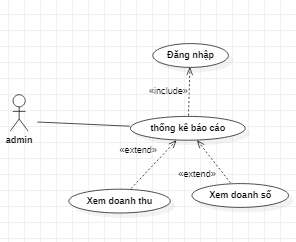 Đăng nhập
«include»
thống kê báo cáo
admin
«extend»
«extend»
Xem doanh thu
Xem doanh số